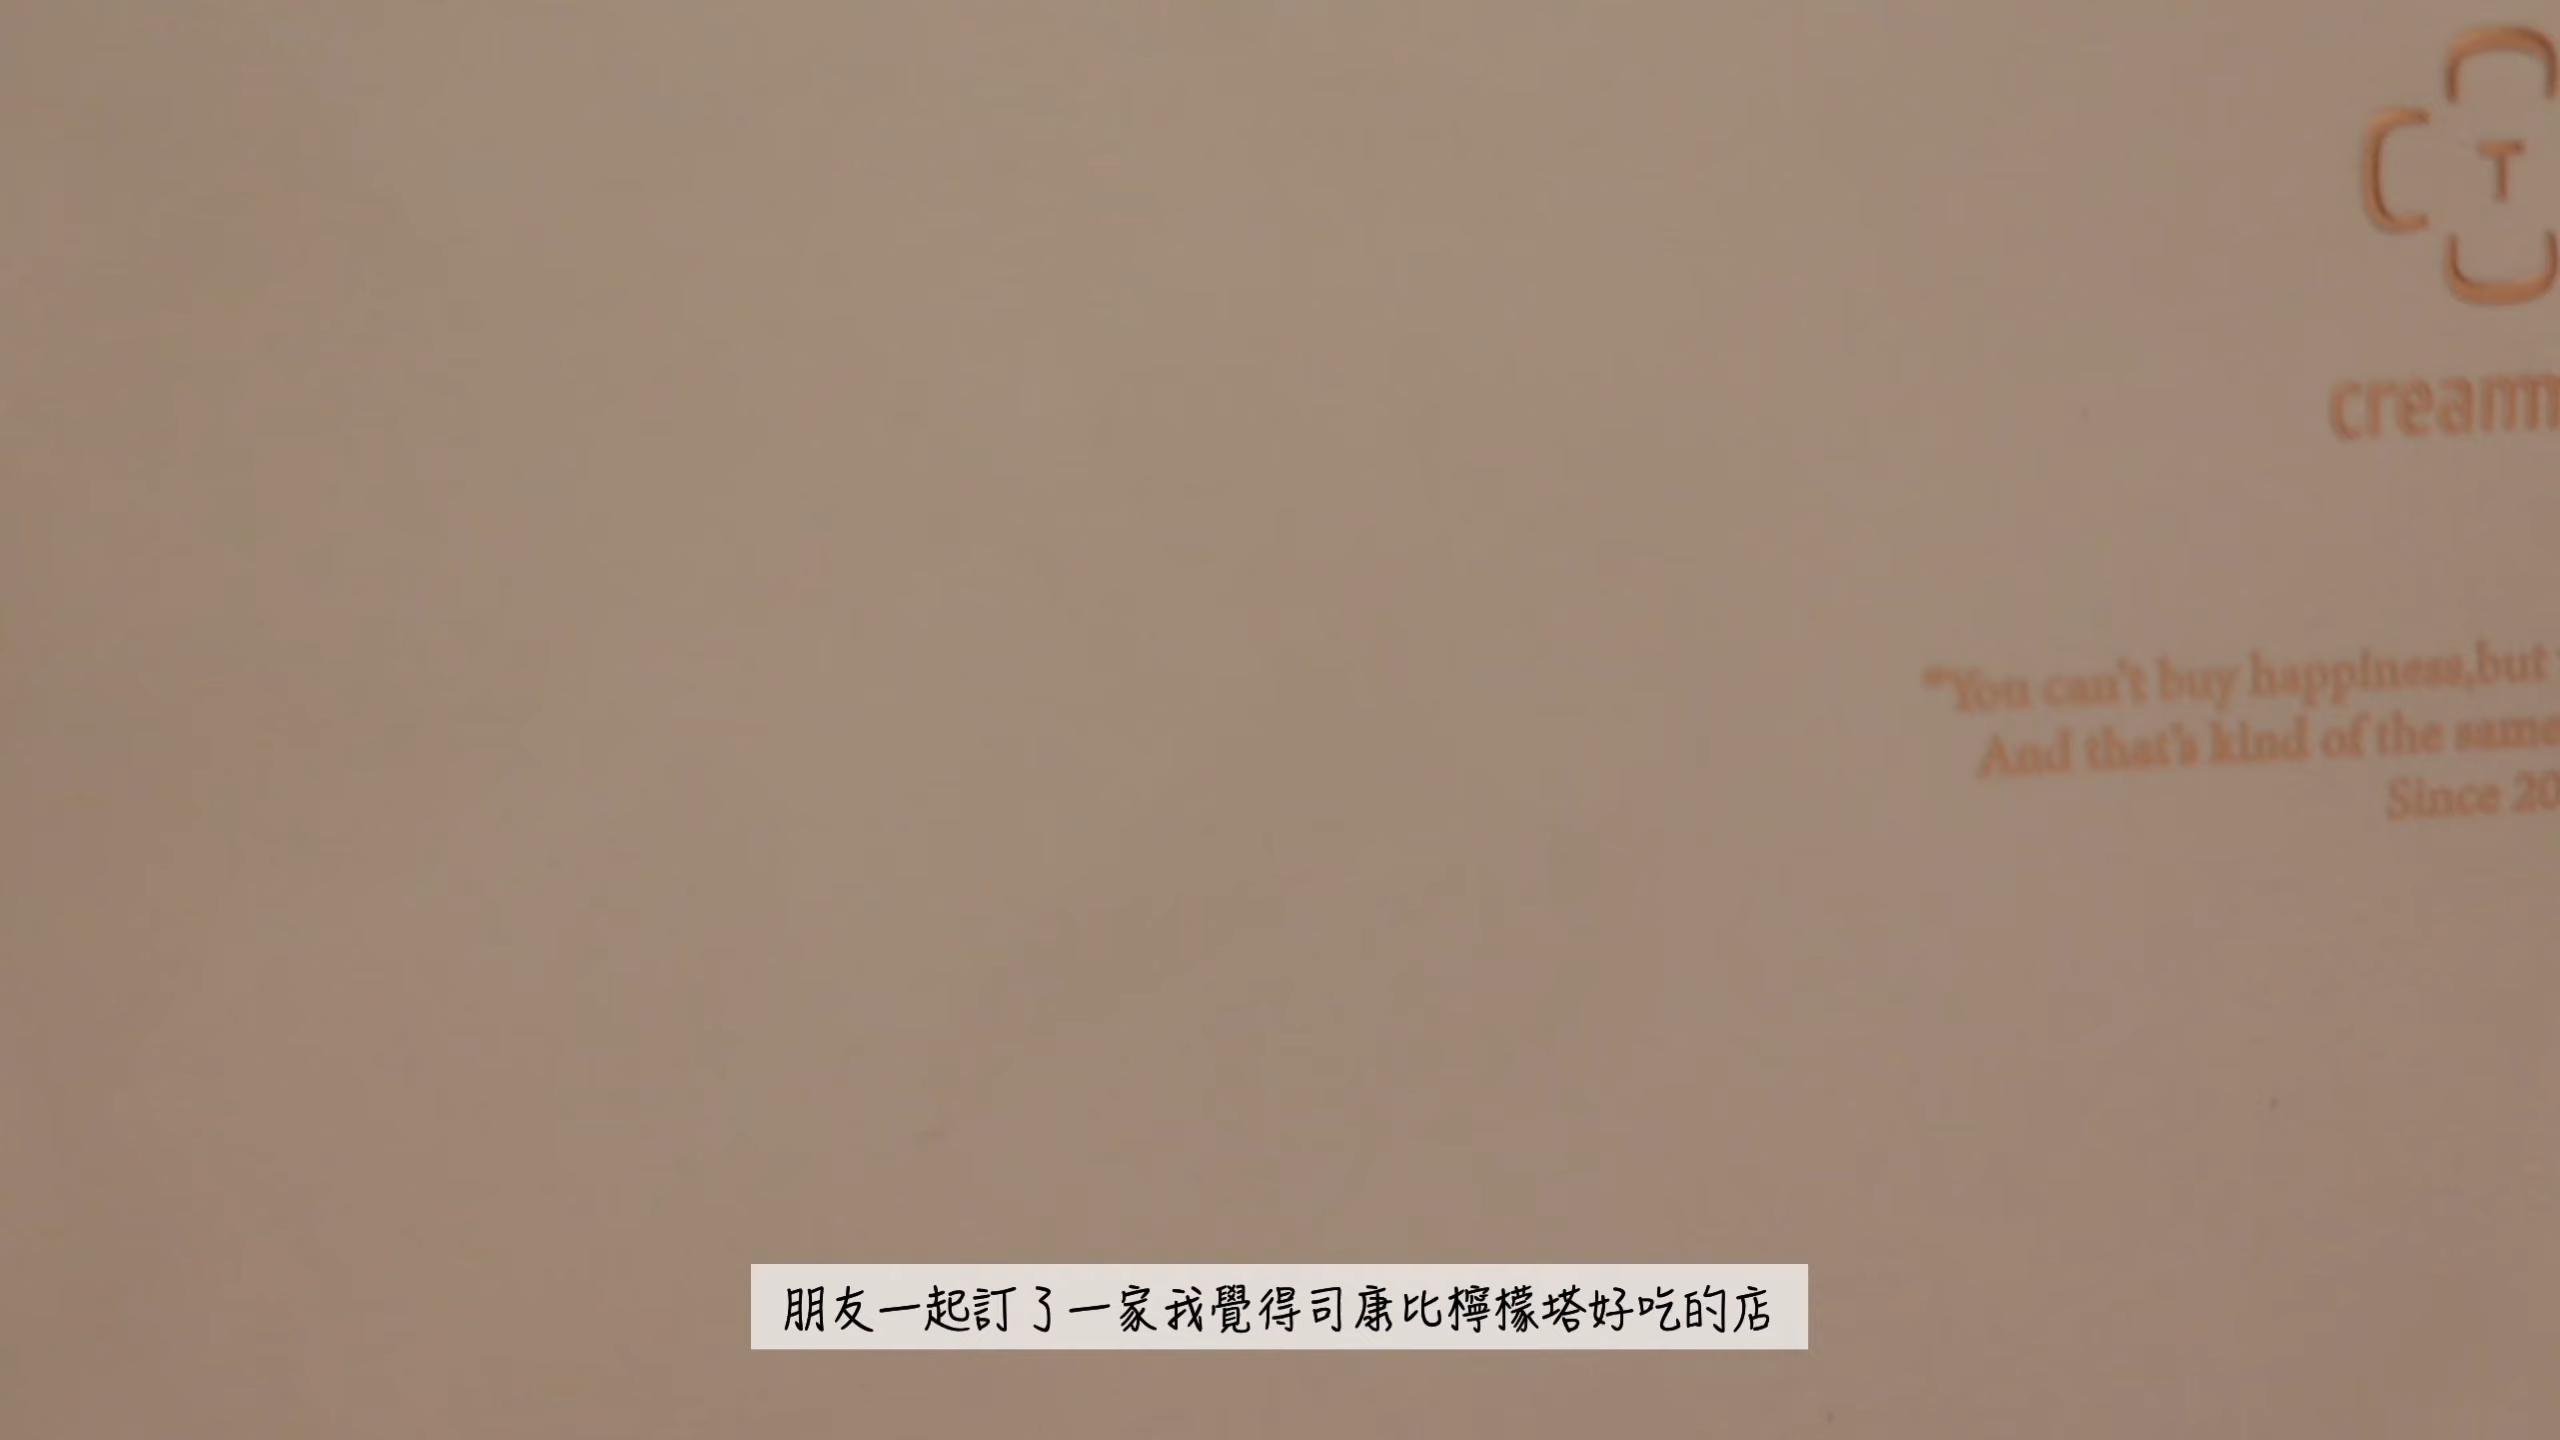 C T
creamm
"You can't buy happiness,but
And that's kind of the same
Since 20
朋友一起訂了一家我覺得司康比檸檬塔好吃的店